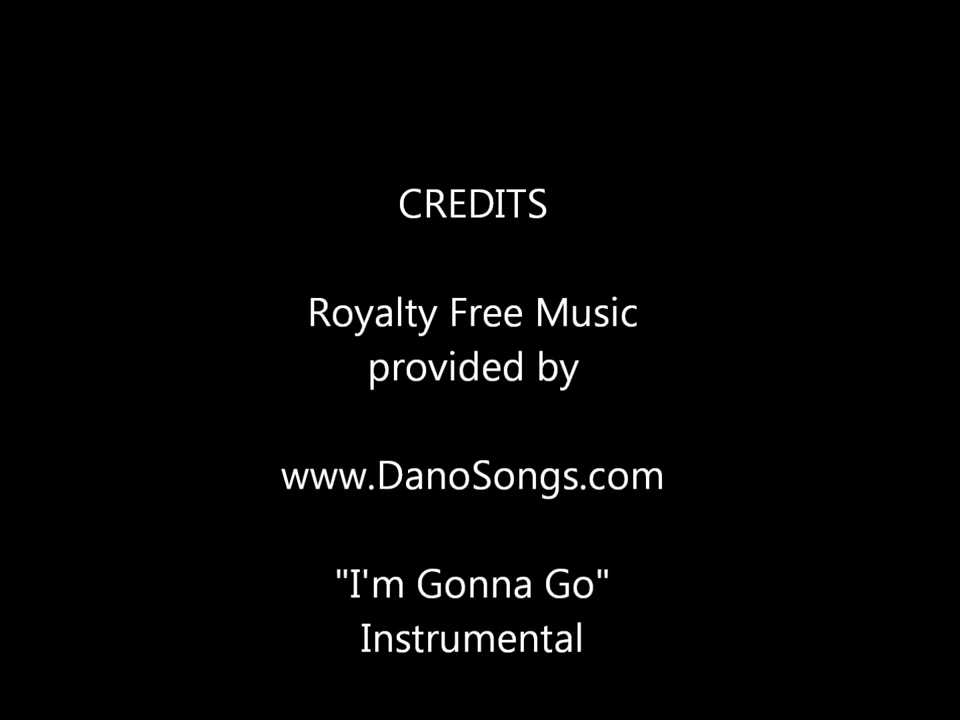 CREDITS
Royalty Free Music
provided by
www.DanoSongs.com
"I'm Gonna Go"
Instrumental